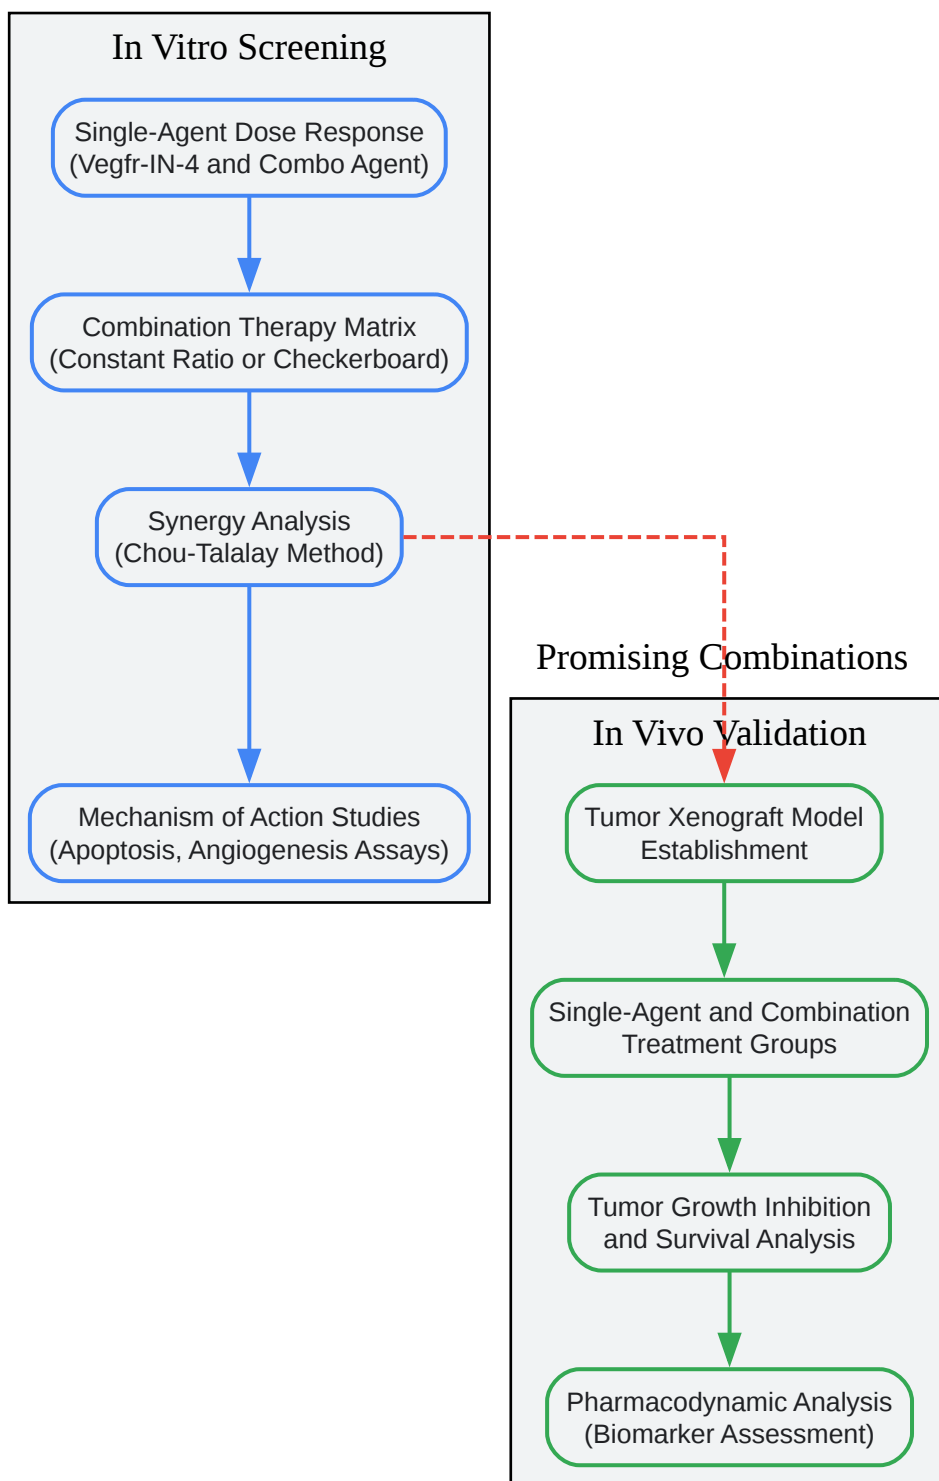 In Vitro Screening
Single-Agent Dose Response
(Vegfr-IN-4 and Combo Agent)
Combination Therapy Matrix
(Constant Ratio or Checkerboard)
Synergy Analysis
(Chou-Talalay Method)
Mechanism of Action Studies
(Apoptosis, Angiogenesis Assays)
Promising Combinations
In Vivo Validation
Tumor Xenograft Model
Establishment
Single-Agent and Combination
Treatment Groups
Tumor Growth Inhibition
and Survival Analysis
Pharmacodynamic Analysis
(Biomarker Assessment)